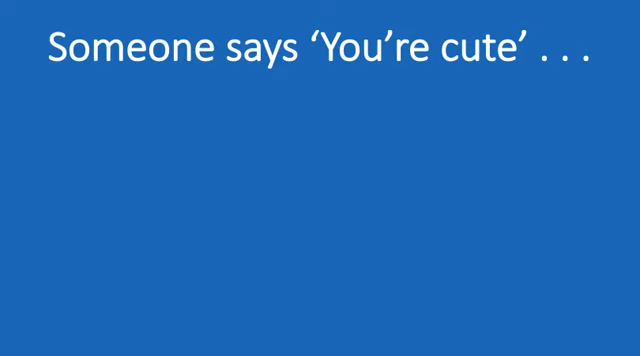 Someone says ‘You’re cute’ . . .